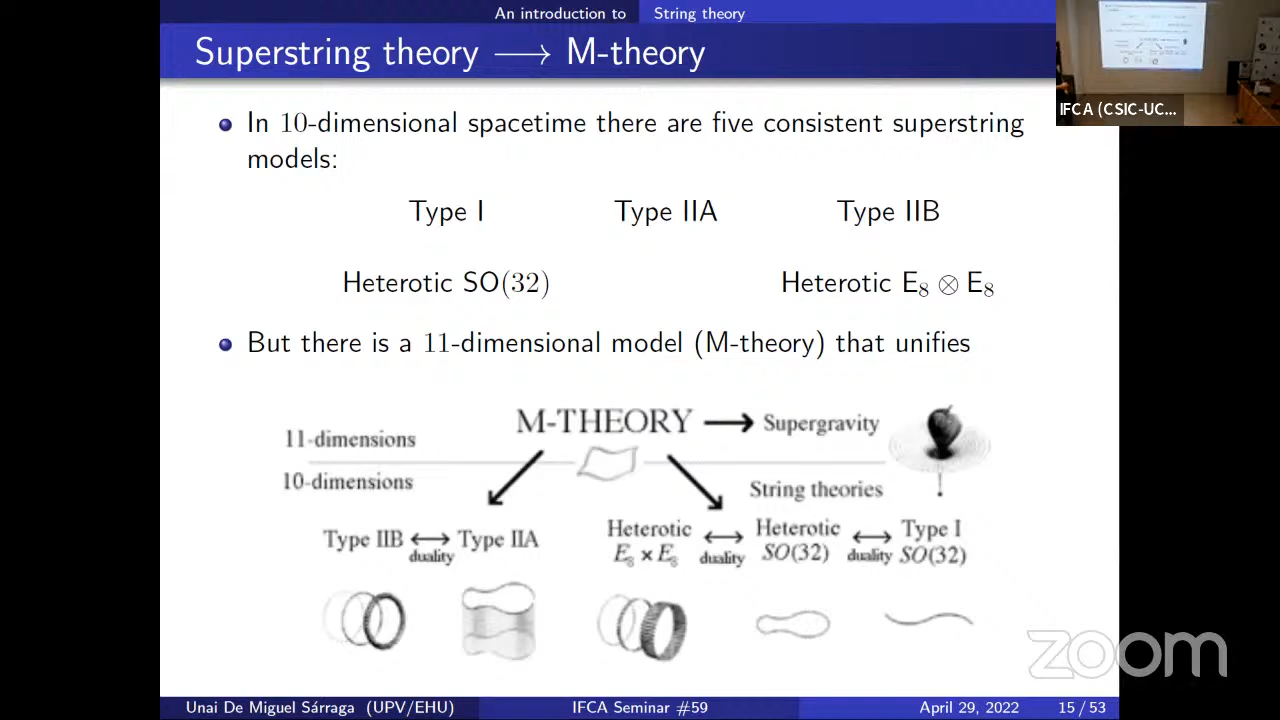 An introduction to String theory
Superstring theory ⟶ M-theory
IFCA (CSIC-UC...
In 10-dimensional spacetime there are five consistent superstring
models:
Type I Type IIA Type IIB
Heterotic SO(32) Heterotic E₈ ⊗ E₈
But there is a 11-dimensional model (M-theory) that unifies
M-THEORY → Supergravity
11-dimensions
10-dimensions
String theories
Type IIB ↔ Type IIA
duality
Heterotic ↔ Heterotic ↔ Type I
E₈ × E₈ duality SO(32) duality SO(32)
zoom
Unai De Miguel Sárraga (UPV/EHU) IFCA Seminar #59 April 29, 2022 15 / 53